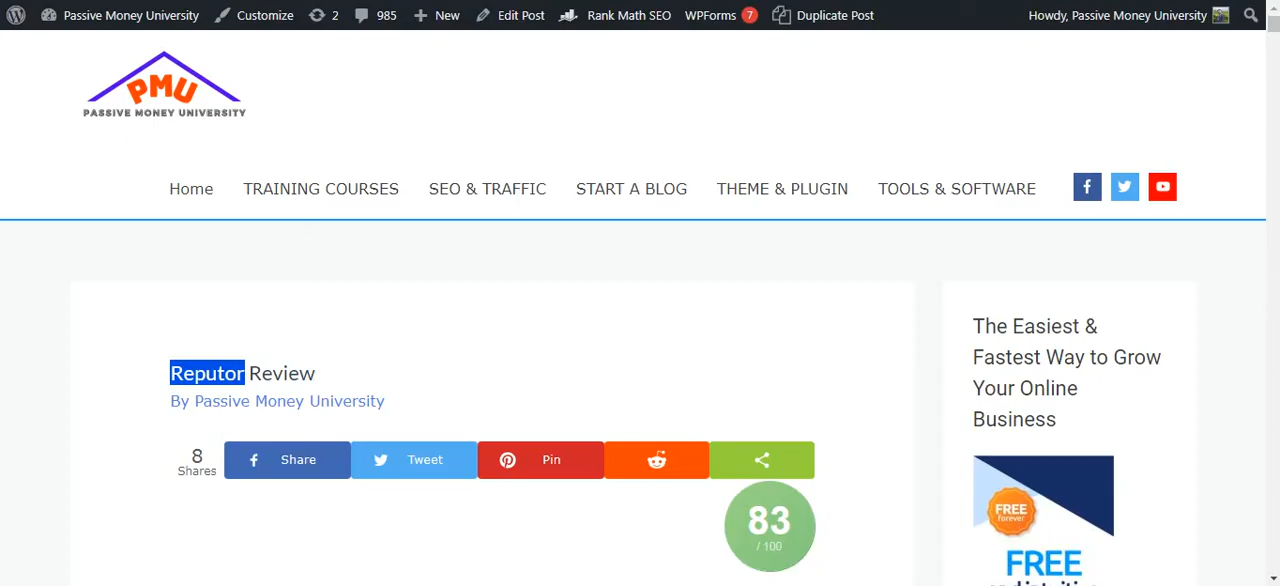 Passive Money University Customize 2 985 New Edit Post Rank Math SEO WPForms 7 Duplicate Post Howdy, Passive Money University
PMU
PASSIVE MONEY UNIVERSITY
Home TRAINING COURSES SEO & TRAFFIC START A BLOG THEME & PLUGIN TOOLS & SOFTWARE
Reputor Review
By Passive Money University
8
Shares
Share Tweet Pin
83
/ 100
The Easiest &
Fastest Way to Grow
Your Online
Business
FREE
forever
FREE